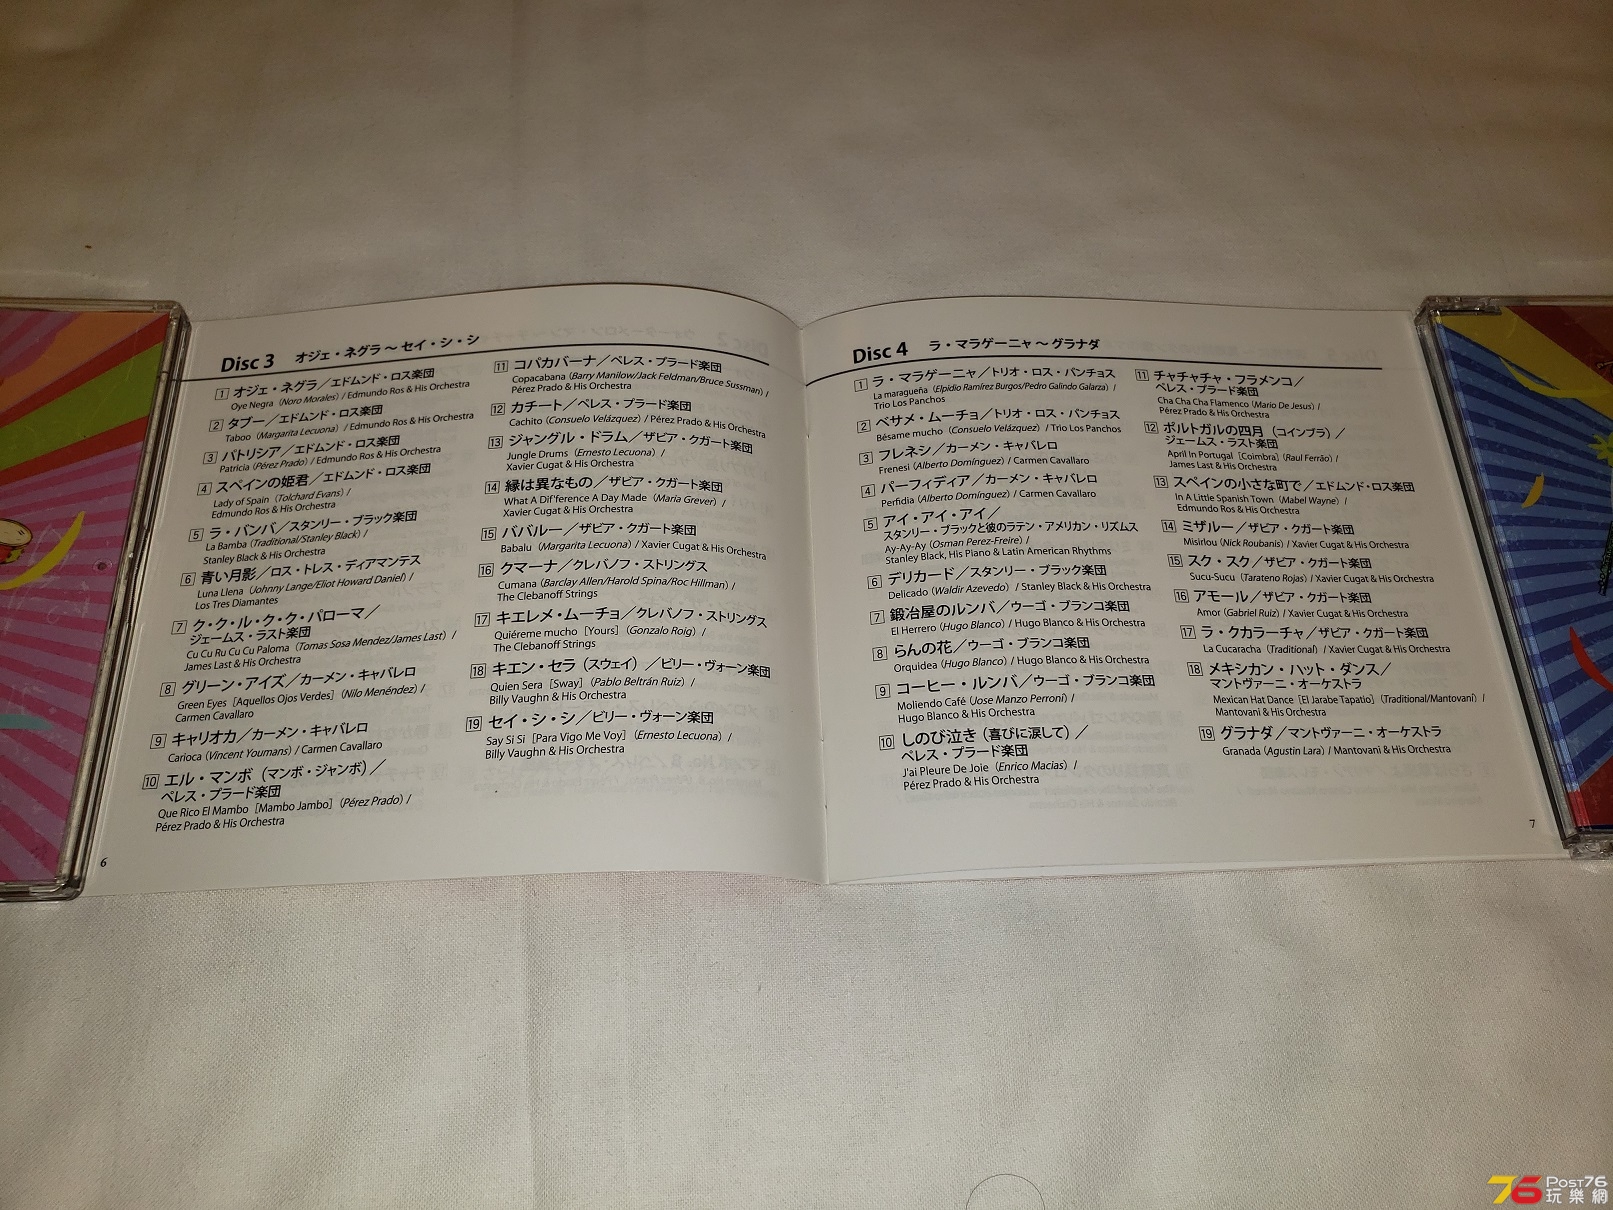 Disc 3 オジェ・ネグラ～セイ・シ・シ
1 オジェ・ネグラ／エドムンド・ロス楽団
Oye Negra (Noro Morales) / Edmundo Ros & His Orchestra
2 タブー／エドムンド・ロス楽団
Taboo (Margarita Lecuona) / Edmundo Ros & His Orchestra
3 パトリシア／エドムンド・ロス楽団
Patricia (Pérez Prado) / Edmundo Ros & His Orchestra
4 スペインの姫君／エドムンド・ロス楽団
Lady of Spain (Tolchard Evans) /
Edmundo Ros & His Orchestra
5 ラ・バンバ／スタンリー・ブラック楽団
La Bamba (Traditional/Stanley Black) /
Stanley Black & His Orchestra
6 青い月影／ロス・トレス・ディアマンテス
Luna Llena (Johnny Lange/Eliot Howard Daniel) /
Los Tres Diamantes
7 ク・ク・ル・ク・ク・パローマ／
ジェームス・ラスト楽団
Cu Cu Ru Cu Cu Paloma (Tomas Sosa Mendez/James Last) /
James Last & His Orchestra
8 グリーン・アイズ／カーメン・キャバレロ
Green Eyes [Aquellos Ojos Verdes] (Nilo Menéndez) /
Carmen Cavallaro
9 キャリオカ／カーメン・キャバレロ
Carioca (Vincent Youmans) / Carmen Cavallaro
10 エル・マンボ（マンボ・ジャンボ）／
ペレス・プラード楽団
Que Rico El Mambo [Mambo Jambo] (Pérez Prado) /
Pérez Prado & His Orchestra
11 コパカバーナ／ペレス・プラード楽団
Copacabana (Barry Manilow/Jack Feldman/Bruce Sussman) /
Pérez Prado & His Orchestra
12 カチート／ペレス・プラード楽団
Cachito (Consuelo Velázquez) / Pérez Prado & His Orchestra
13 ジャングル・ドラム／ザビア・クガート楽団
Jungle Drums (Ernesto Lecuona) /
Xavier Cugat & His Orchestra
14 縁は異なもの／ザビア・クガート楽団
What A Dif'ference A Day Made (Maria Grever) /
Xavier Cugat & His Orchestra
15 ババルー／ザビア・クガート楽団
Babalu (Margarita Lecuona) / Xavier Cugat & His Orchestra
16 クマーナ／クレバノフ・ストリングス
Cumana (Barclay Allen/Harold Spina/Roc Hillman) /
The Clebanoff Strings
17 キエレメ・ムーチョ／クレバノフ・ストリングス
Quiéreme mucho [Yours] (Gonzalo Roig) /
The Clebanoff Strings
18 キエン・セラ（スウェイ）／ビリー・ヴォーン楽団
Quien Sera [Sway] (Pablo Beltrán Ruiz) /
Billy Vaughn & His Orchestra
19 セイ・シ・シ／ビリー・ヴォーン楽団
Say Si Si [Para Vigo Me Voy] (Ernesto Lecuona) /
Billy Vaughn & His Orchestra
6
Disc 4 ラ・マラゲーニャ～グラナダ
1 ラ・マラゲーニャ／トリオ・ロス・パンチョス
La maragueña (Elpidio Ramírez Burgos/Pedro Galindo Galarza) /
Trio Los Panchos
2 ベサメ・ムーチョ／トリオ・ロス・パンチョス
Bésame mucho (Consuelo Velázquez) / Trio Los Panchos
3 フレネシ／カーメン・キャバレロ
Frenesi (Alberto Domínguez) / Carmen Cavallaro
4 パーフィディア／カーメン・キャバレロ
Perfidia (Alberto Domínguez) / Carmen Cavallaro
5 アイ・アイ・アイ／
スタンリー・ブラックと彼のラテン・アメリカン・リズムス
Ay-Ay-Ay (Osman Perez-Freire) /
Stanley Black, His Piano & Latin American Rhythms
6 デリカード／スタンリー・ブラック楽団
Delicado (Waldir Azevedo) / Stanley Black & His Orchestra
7 鍛冶屋のルンバ／ウーゴ・ブランコ楽団
El Herrero (Hugo Blanco) / Hugo Blanco & His Orchestra
8 らんの花／ウーゴ・ブランコ楽団
Orquidea (Hugo Blanco) / Hugo Blanco & His Orchestra
9 コーヒー・ルンバ／ウーゴ・ブランコ楽団
Moliendo Café (Jose Manzo Perroni) /
Hugo Blanco & His Orchestra
10 しのび泣き（喜びに涙して）／
ペレス・プラード楽団
J'ai Pleure De Joie (Enrico Macias) /
Pérez Prado & His Orchestra
11 チャチャチャ・フラメンコ／
ペレス・プラード楽団
Cha Cha Cha Flamenco (Mario De Jesus) /
Pérez Prado & His Orchestra
12 ポルトガルの四月（コインブラ）／
ジェームス・ラスト楽団
April In Portugal [Coimbra] (Raul Ferrão) /
James Last & His Orchestra
13 スペインの小さな町で／エドムンド・ロス楽団
In A Little Spanish Town (Mabel Wayne) /
Edmundo Ros & His Orchestra
14 ミザルー／ザビア・クガート楽団
Misirlou (Nick Roubanis) / Xavier Cugat & His Orchestra
15 スク・スク／ザビア・クガート楽団
Sucu-Sucu (Tarateno Rojas) / Xavier Cugat & His Orchestra
16 アモール／ザビア・クガート楽団
Amor (Gabriel Ruiz) / Xavier Cugat & His Orchestra
17 ラ・クカラーチャ／ザビア・クガート楽団
La Cucaracha (Traditional) / Xavier Cugat & His Orchestra
18 メキシカン・ハット・ダンス／
マントヴァーニ・オーケストラ
Mexican Hat Dance [El Jarabe Tapatio] (Traditional/Mantovani) /
Mantovani & His Orchestra
19 グラナダ／マントヴァーニ・オーケストラ
Granada (Agustin Lara) / Mantovani & His Orchestra
7
76 Post76
玩樂網